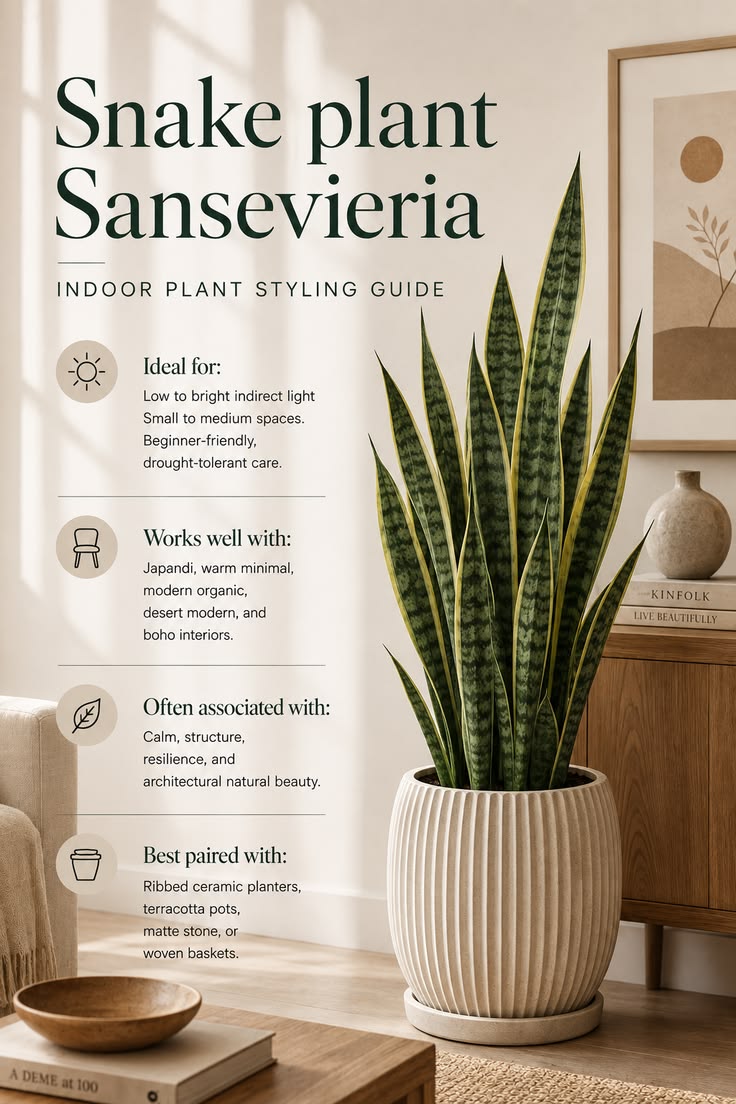 Snake plant
Sansevieria
INDOOR PLANT STYLING GUIDE
Ideal for:
Low to bright indirect light
Small to medium spaces.
Beginner-friendly,
drought-tolerant care.
Works well with:
Japandi, warm minimal,
modern organic,
desert modern, and
boho interiors.
Often associated with:
Calm, structure,
resilience, and
architectural natural beauty.
Best paired with:
Ribbed ceramic planters,
terracotta pots,
matte stone, or
woven baskets.
KINFOLK
LIVE BEAUTIFULLY
A DEME at 100